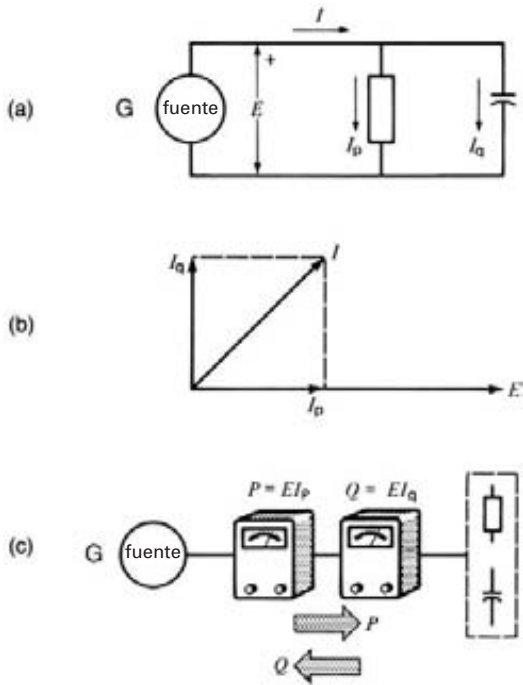 I
(a)
G
fuente
+
E
Ip
Iq
(b)
Iq
I
Ip
E
P = EIP
Q = EIq
(c)
G
fuente
P
Q